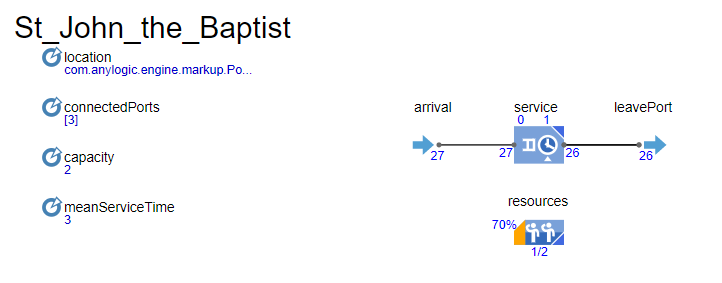 St_John_the_Baptist
location
com.anylogic.engine.markup.Po...
connectedPorts
[3]
capacity
2
meanServiceTime
3
arrival
service
leavePort
0 1
27
27
26
26
resources
70%
1/2